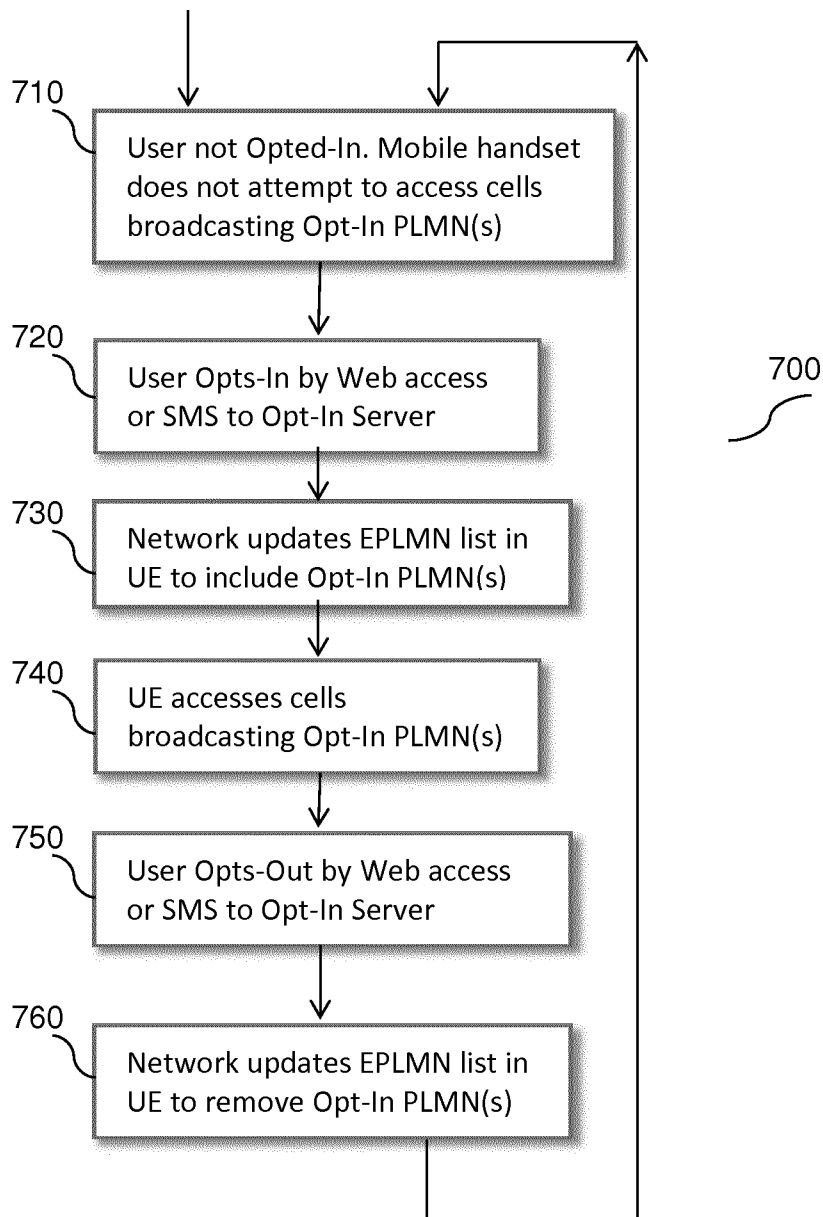 710
User not Opted-In. Mobile handset
does not attempt to access cells
broadcasting Opt-In PLMN(s)
720
User Opts-In by Web access
or SMS to Opt-In Server
700
730
Network updates EPLMN list in
UE to include Opt-In PLMN(s)
740
UE accesses cells
broadcasting Opt-In PLMN(s)
750
User Opts-Out by Web access
or SMS to Opt-In Server
760
Network updates EPLMN list in
UE to remove Opt-In PLMN(s)